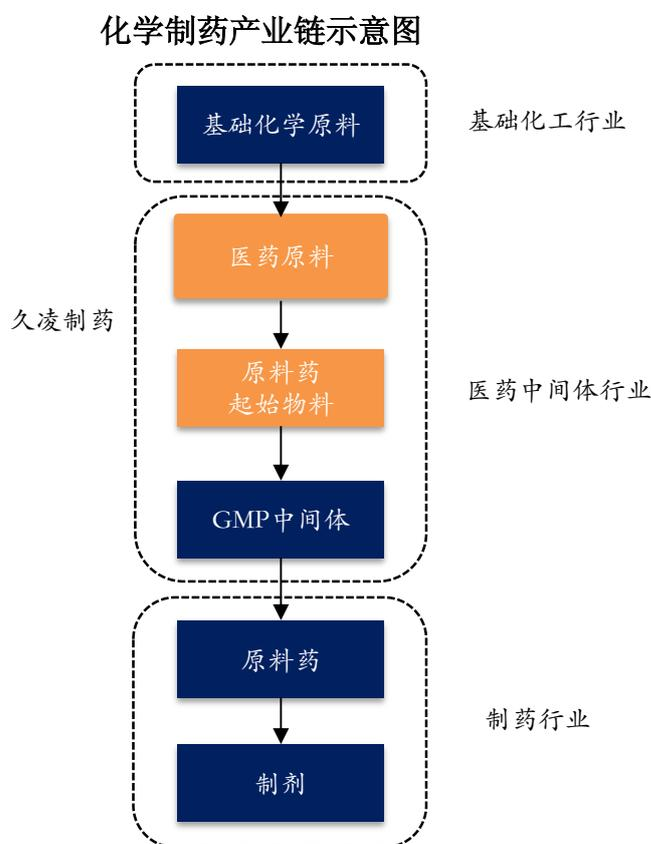 化学制药产业链示意图
基础化学原料
基础化工行业
医药原料
久凌制药
原料药
起始物料
医药中间体行业
GMP中间体
原料药
制药行业
制剂